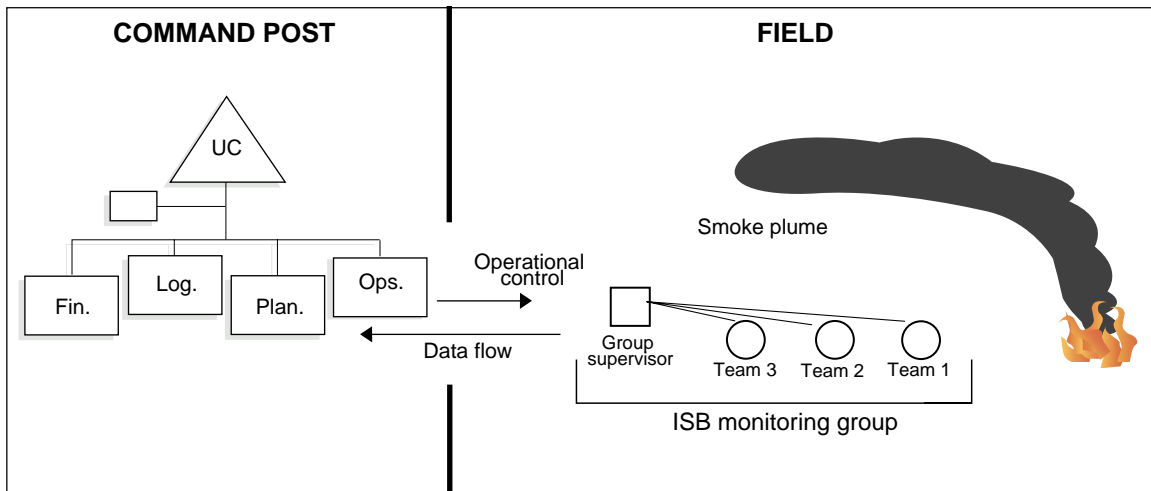 COMMAND POST
FIELD
UC
Smoke plume
Fin.
Log.
Plan.
Ops.
Operational
control
Data flow
Group
supervisor
Team 3
Team 2
Team 1
ISB monitoring group